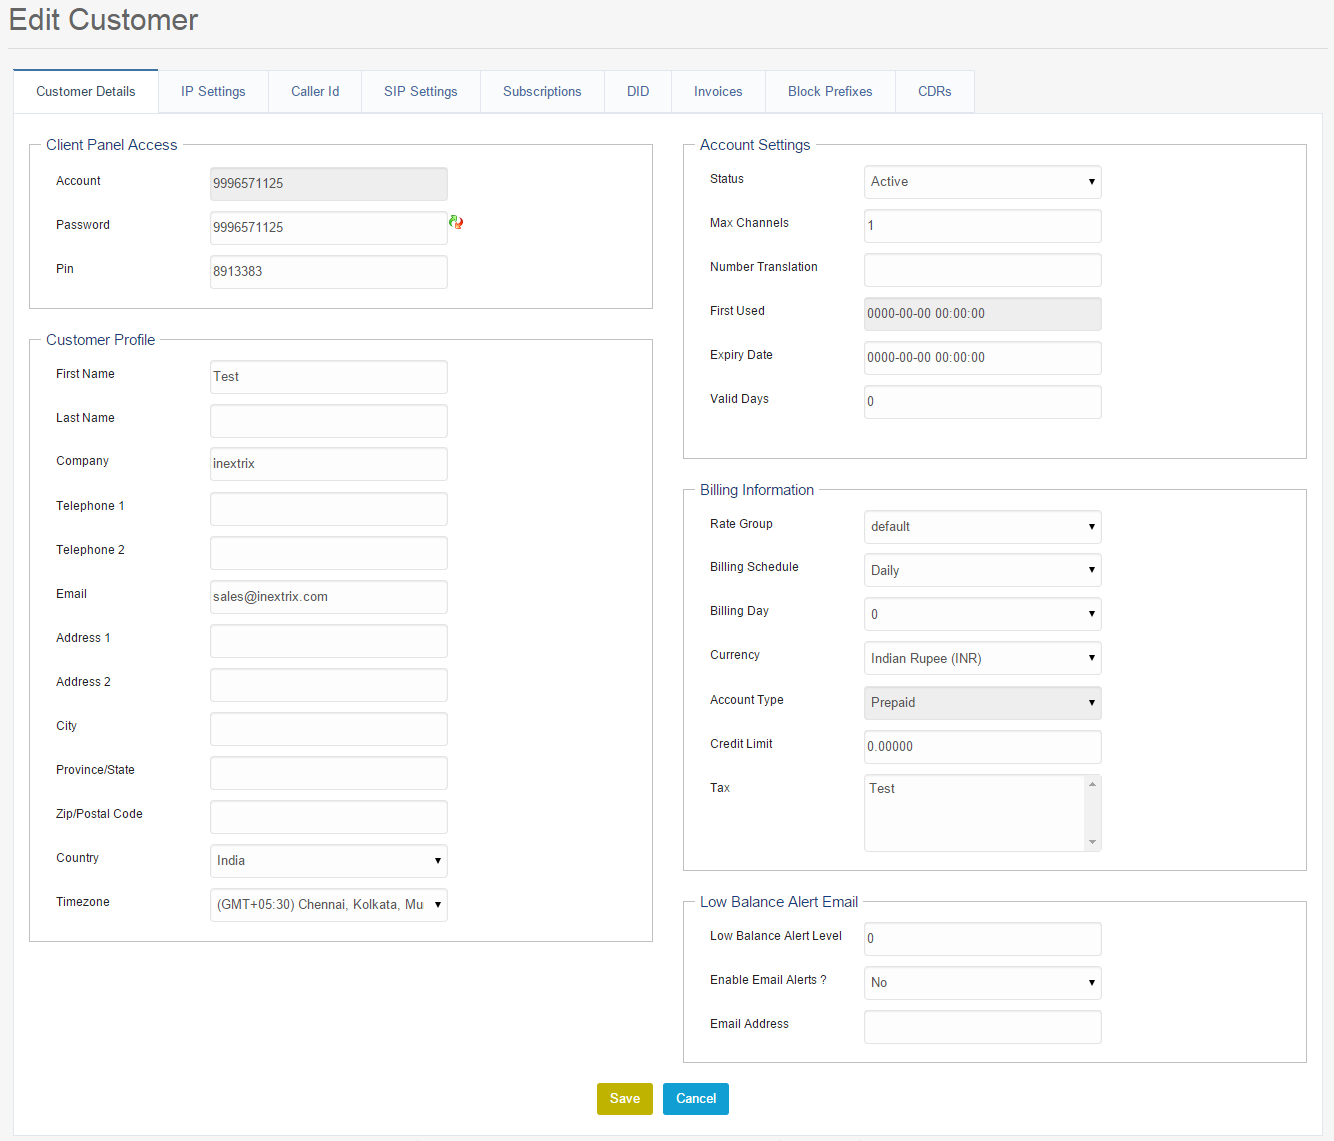 Edit Customer
Customer Details IP Settings Caller Id SIP Settings Subscriptions DID Invoices Block Prefixes CDRs
Client Panel Access
Account 9996571125
Password 9996571125
Pin 8913383
Customer Profile
First Name Test
Last Name
Company inextrix
Telephone 1
Telephone 2
Email sales@inextrix.com
Address 1
Address 2
City
Province/State
Zip/Postal Code
Country India
Timezone (GMT+05:30) Chennai, Kolkata, Mu
Account Settings
Status Active
Max Channels 1
Number Translation
First Used 0000-00-00 00:00:00
Expiry Date 0000-00-00 00:00:00
Valid Days 0
Billing Information
Rate Group default
Billing Schedule Daily
Billing Day 0
Currency Indian Rupee (INR)
Account Type Prepaid
Credit Limit 0.00000
Tax Test
Low Balance Alert Email
Low Balance Alert Level 0
Enable Email Alerts ? No
Email Address
Save Cancel